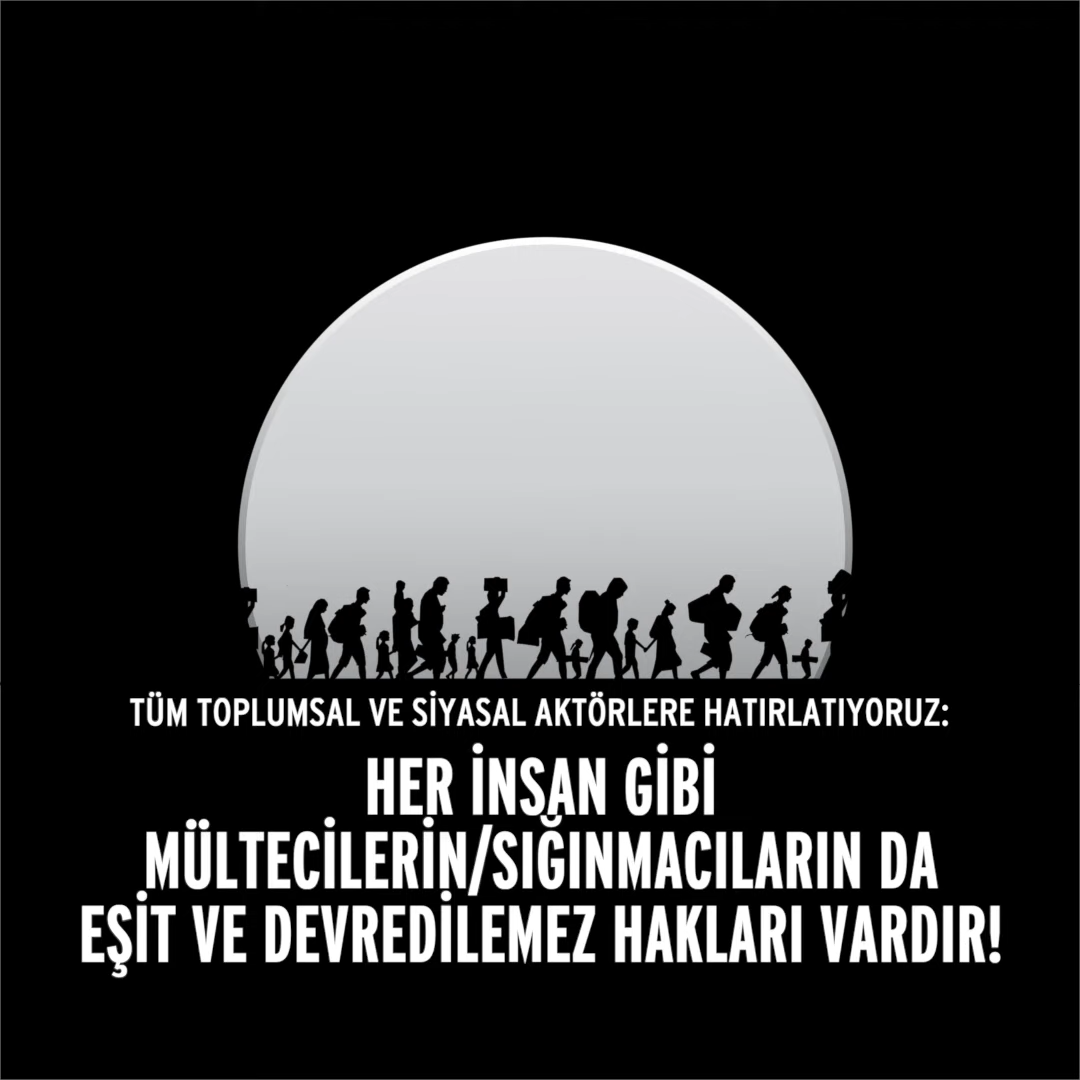 TÜM TOPLUMSAL VE SİYASAL AKTÖRLERE HATIRLATIYORUZ:
HER İNSAN GİBİ
MÜLTECİLERİN/SIĞINMACILARIN DA
EŞİT VE DEVREDİLEMEZ HAKLARI VARDIR!